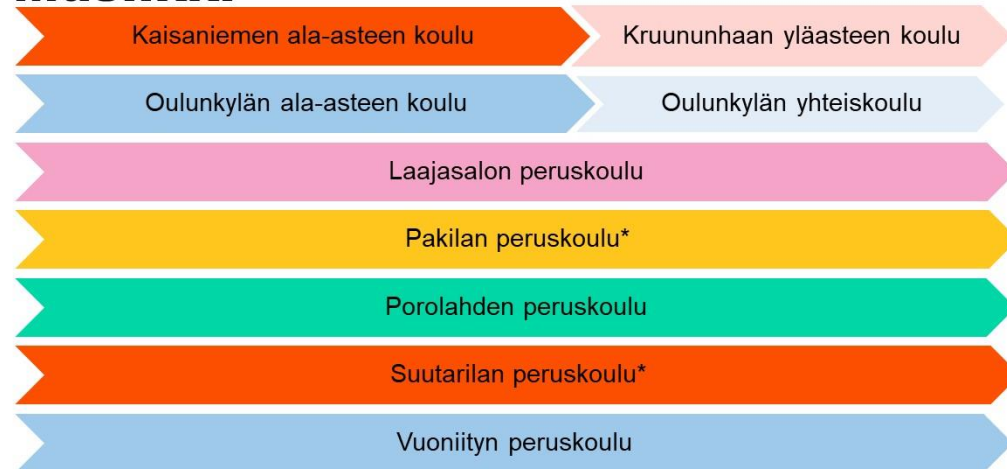 Kaisaniemen ala-asteen koulu Kruununhaan yläasteen koulu
Oulunkylän ala-asteen koulu Oulunkylän yhteiskoulu
Laajasalon peruskoulu
Pakilan peruskoulu*
Porolahden peruskoulu
Suutarilan peruskoulu*
Vuoniityn peruskoulu